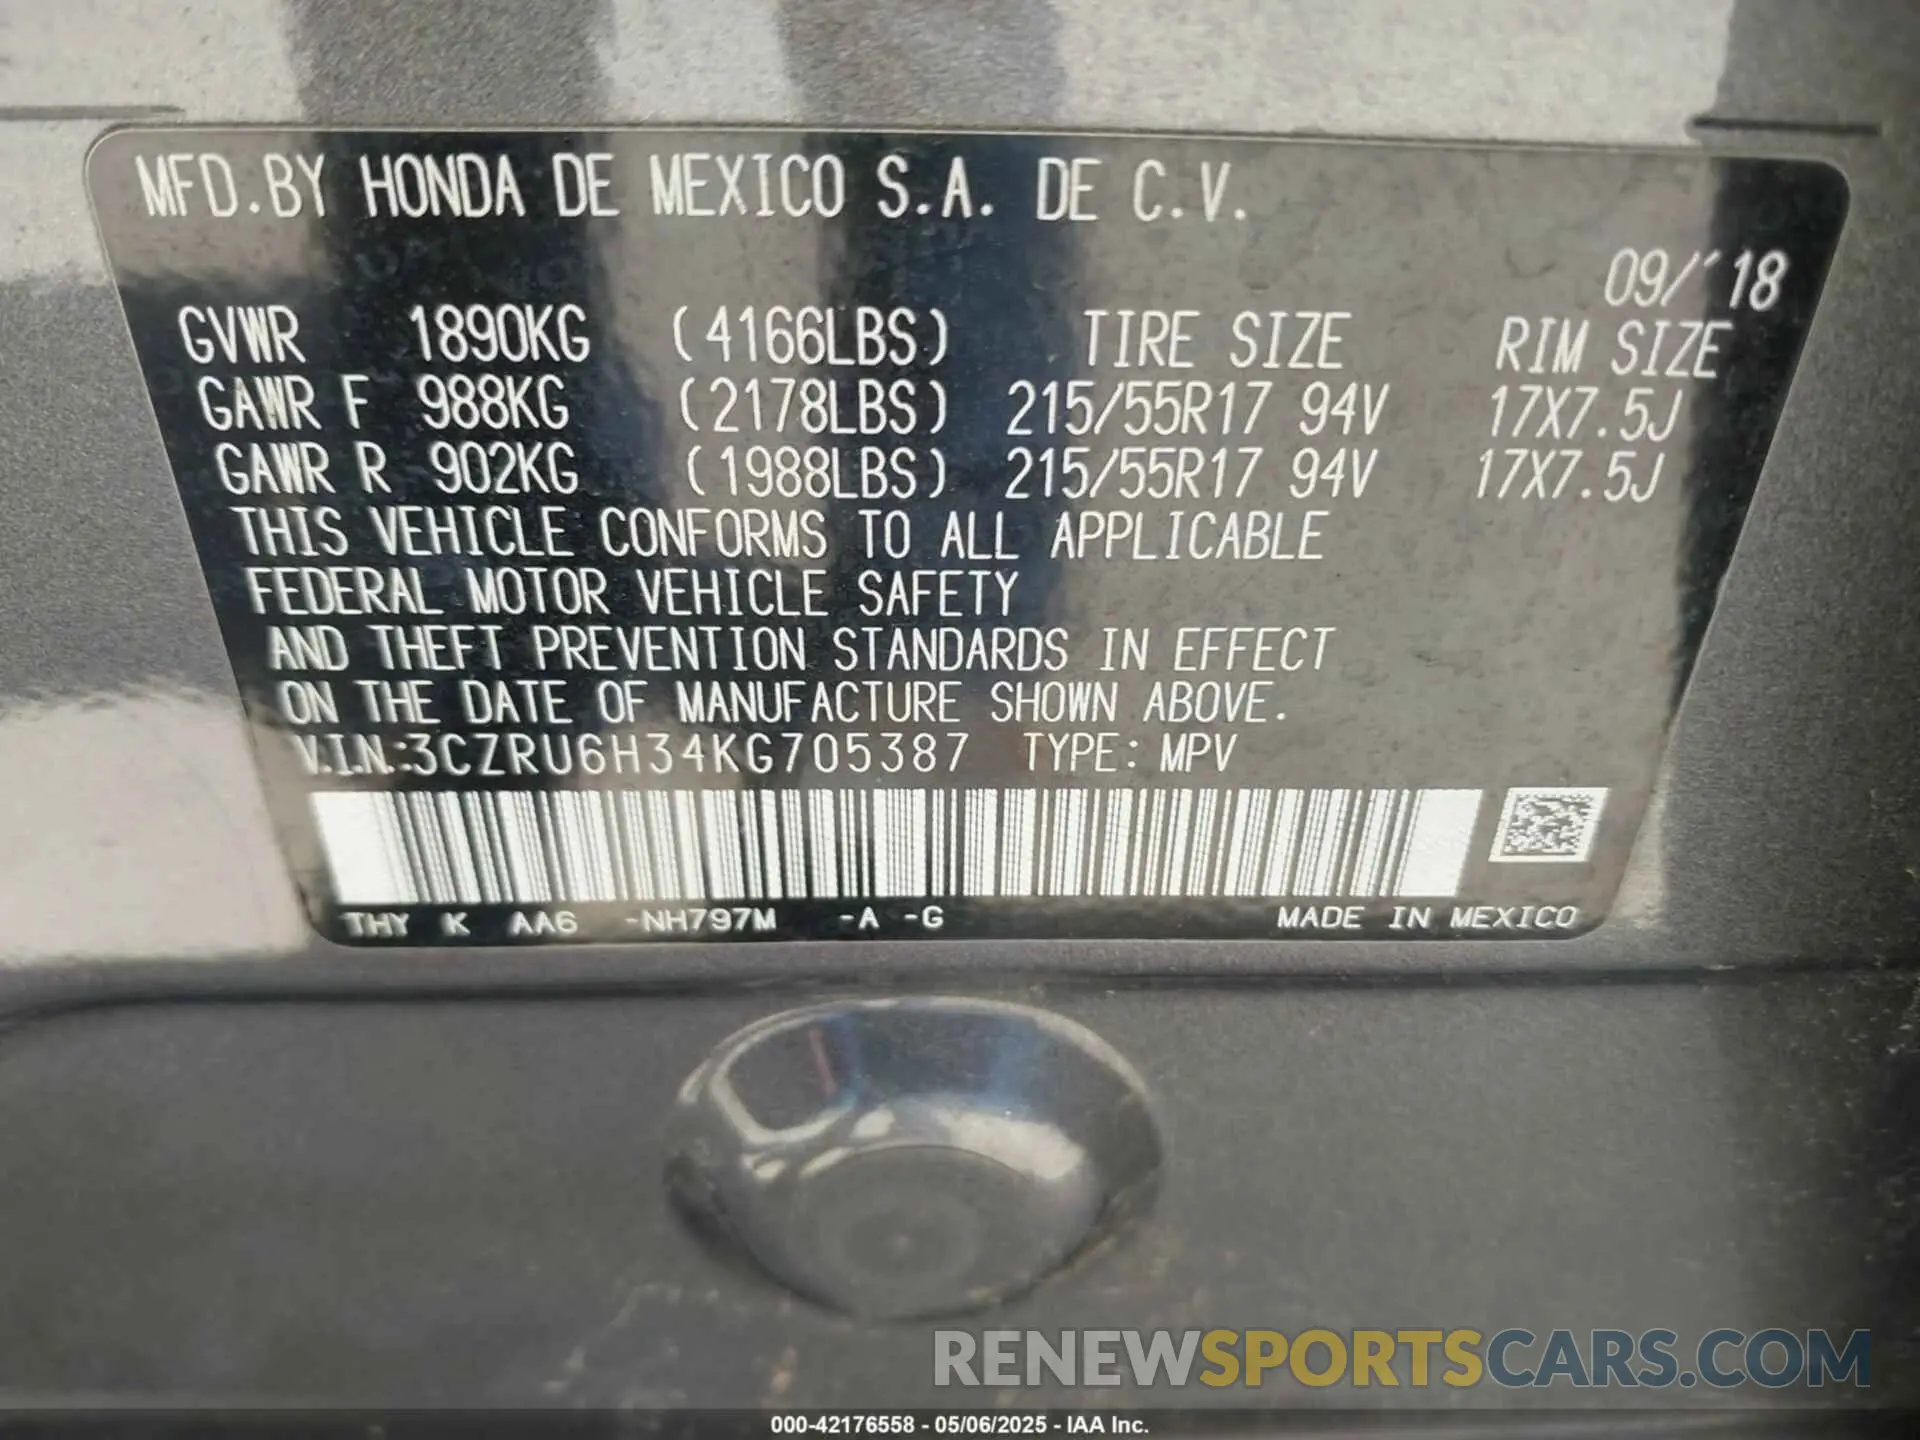 MFD.BY HONDA DE MEXICO S.A. DE C.V.
09/'18
GVWR 1890KG (4166LBS) TIRE SIZE RIM SIZE
GAWR F 988KG (2178LBS) 215/55R17 94V 17X7.5J
GAWR R 902KG (1988LBS) 215/55R17 94V 17X7.5J
THIS VEHICLE CONFORMS TO ALL APPLICABLE
FEDERAL MOTOR VEHICLE SAFETY
AND THEFT PREVENTION STANDARDS IN EFFECT
ON THE DATE OF MANUFACTURE SHOWN ABOVE.
V.I.N.:3CZRU6H34KG705387 TYPE: MPV
THY K AA6 -NH797M -A -G MADE IN MEXICO
RENEWSPORTSCARS.COM
000-42176558 - 05/06/2025 - IAA Inc.